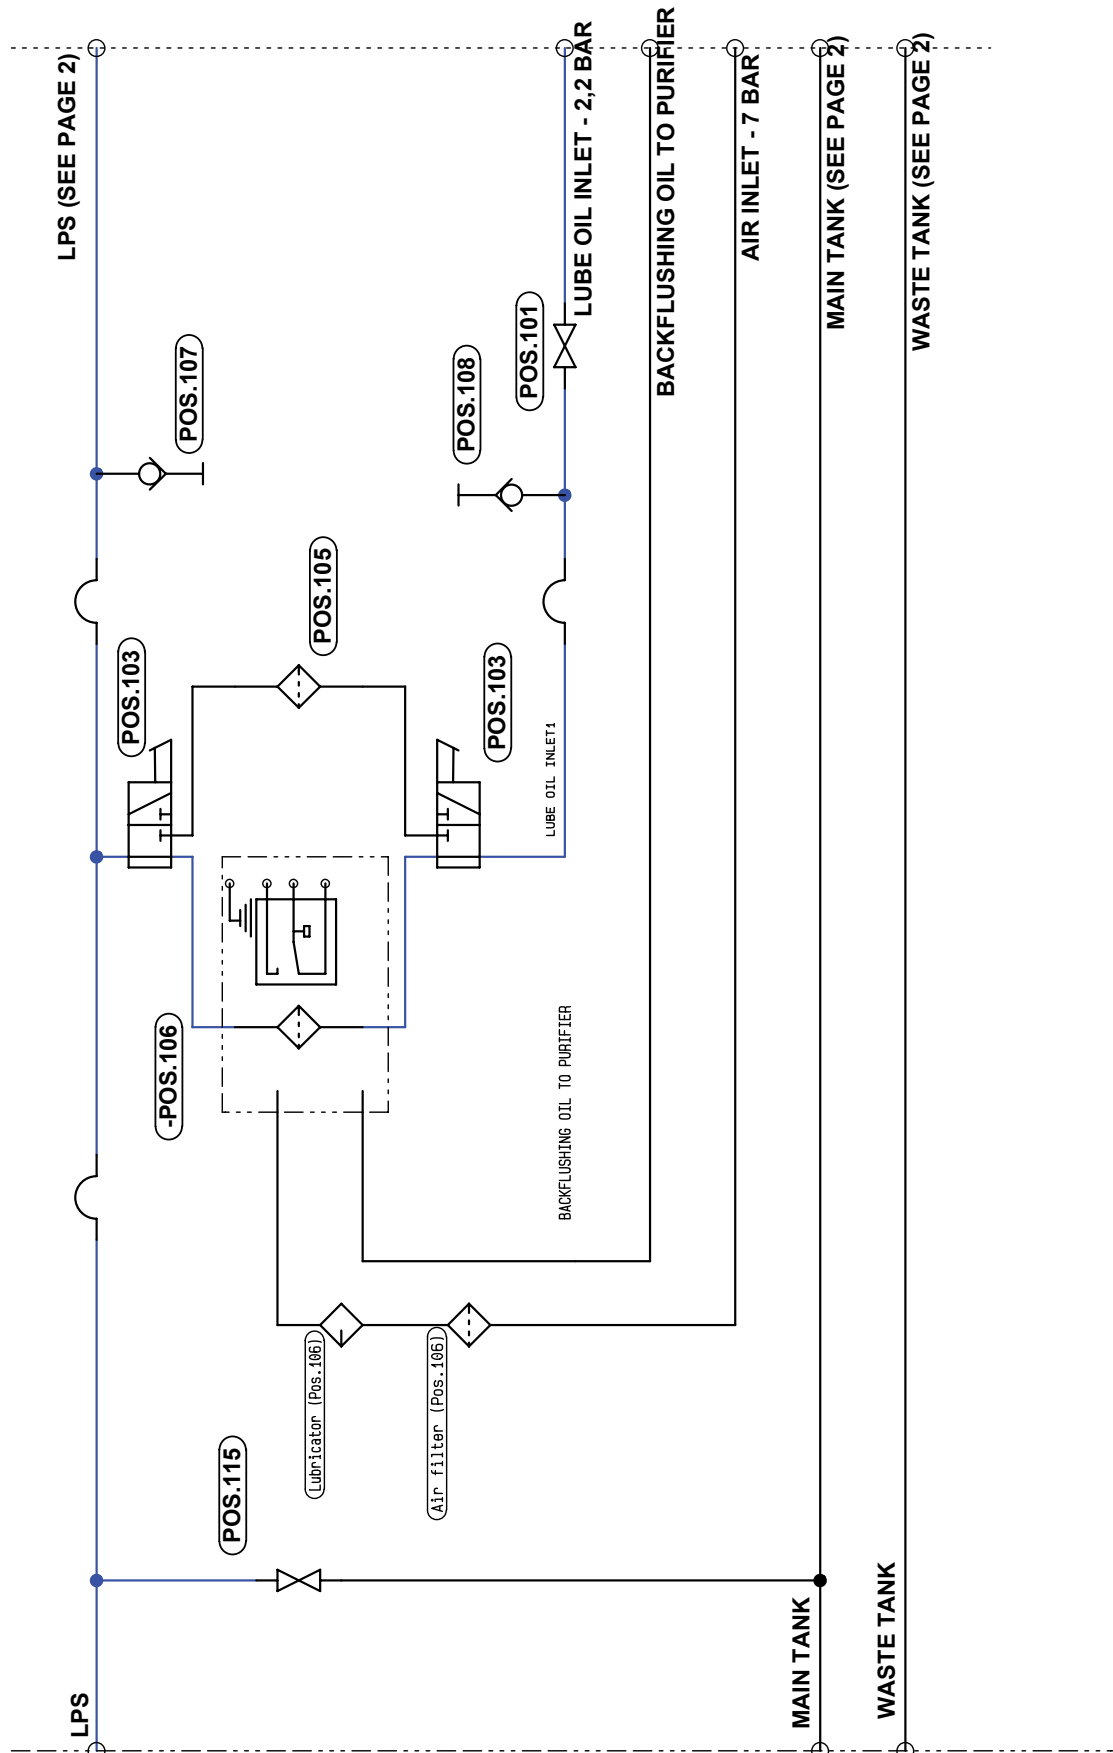 LPS (SEE PAGE 2)
LUBE OIL INLET - 2,2 BAR
BACKFLUSHING OIL TO PURIFIER
AIR INLET - 7 BAR
MAIN TANK (SEE PAGE 2)
WASTE TANK (SEE PAGE 2)
POS.107
POS.108
POS.101
POS.105
POS.103
POS.103
LUBE OIL INLET1
-POS.106
BACKFLUSHING OIL TO PURIFIER
Lubricator (Pos.106)
Air filter (Pos.106)
POS.115
LPS
MAIN TANK
WASTE TANK